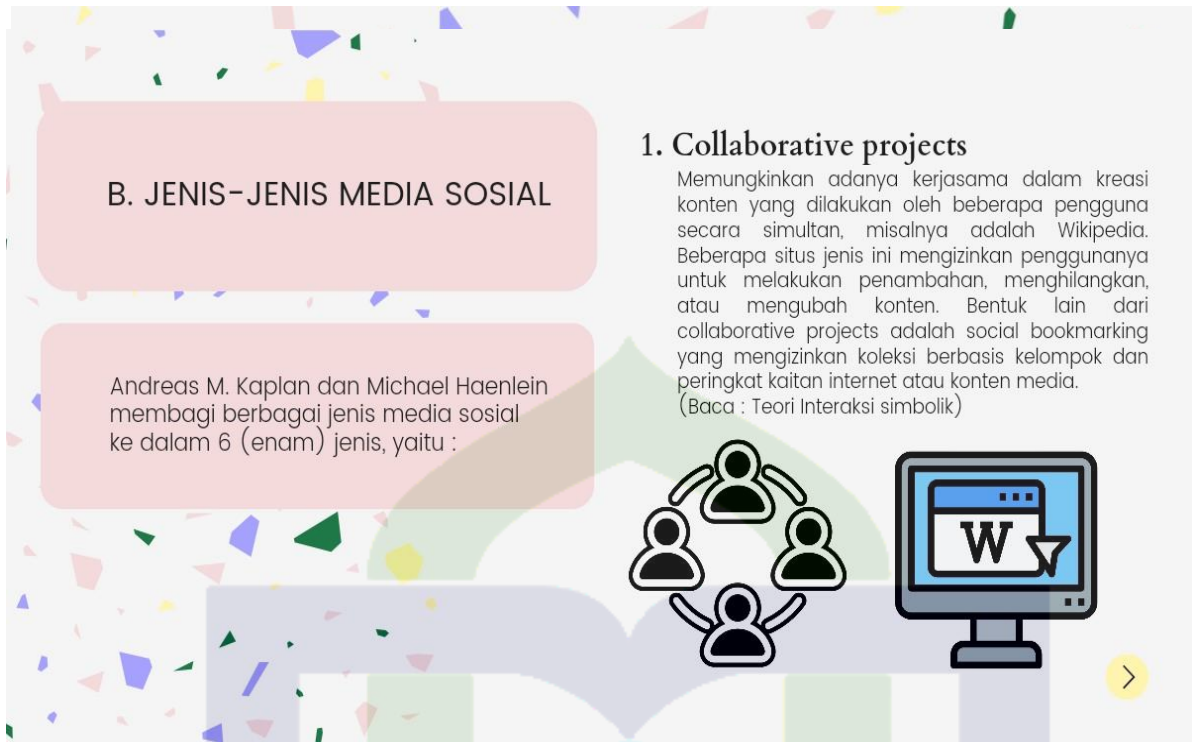 B. JENIS-JENIS MEDIA SOSIAL
Andreas M. Kaplan dan Michael Haenlein
membagi berbagai jenis media sosial
ke dalam 6 (enam) jenis, yaitu :
1. Collaborative projects
Memungkinkan adanya kerjasama dalam kreasi
konten yang dilakukan oleh beberapa pengguna
secara simultan, misalnya adalah Wikipedia.
Beberapa situs jenis ini mengizinkan penggunanya
untuk melakukan penambahan, menghilangkan,
atau mengubah konten. Bentuk lain dari
collaborative projects adalah social bookmarking
yang mengizinkan koleksi berbasis kelompok dan
peringkat kaitan internet atau konten media.
(Baca : Teori Interaksi simbolik)
W